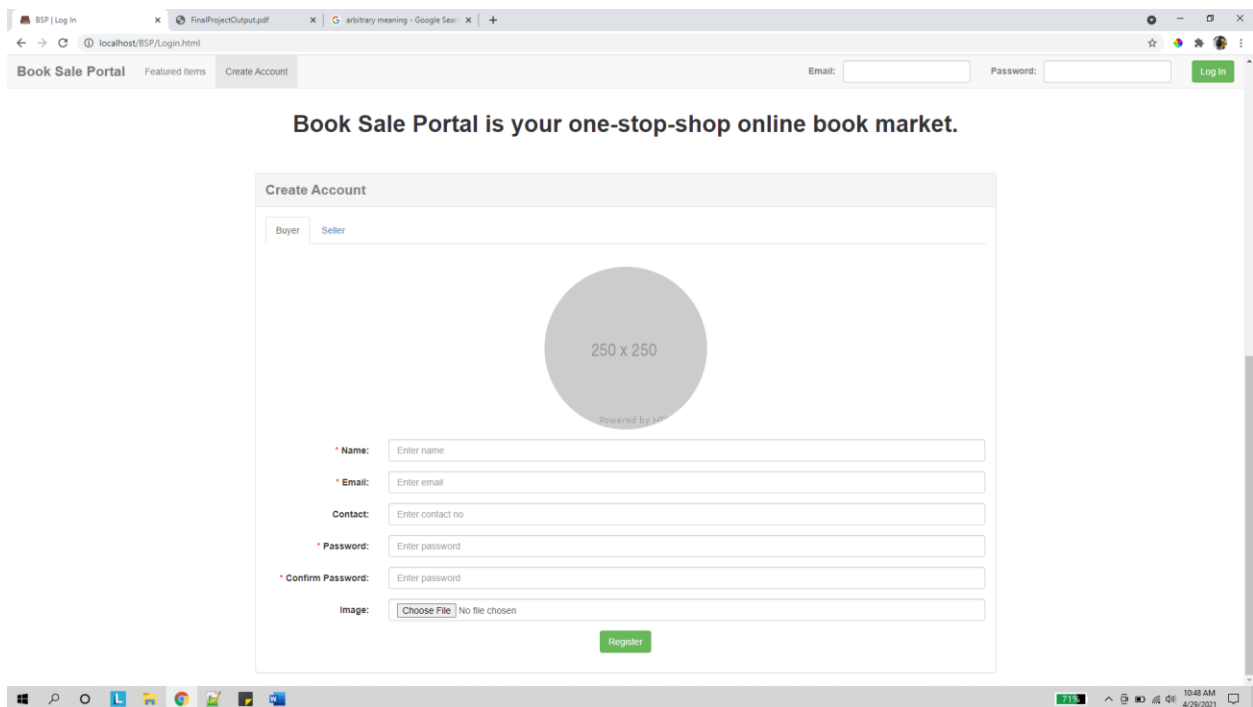 BSP | Log In
FinalProjectOutput.pdf
arbitrary meaning - Google Sear
localhost/BSP/Login.html
Book Sale Portal Featured Items Create Account Email: Password: Log In
Book Sale Portal is your one-stop-shop online book market.
Create Account
Buyer Seller
250 x 250
Powered by HT
* Name: Enter name
* Email: Enter email
Contact: Enter contact no
* Password: Enter password
* Confirm Password: Enter password
Image: Choose File No file chosen
Register
71% 10:48 AM
4/29/2021